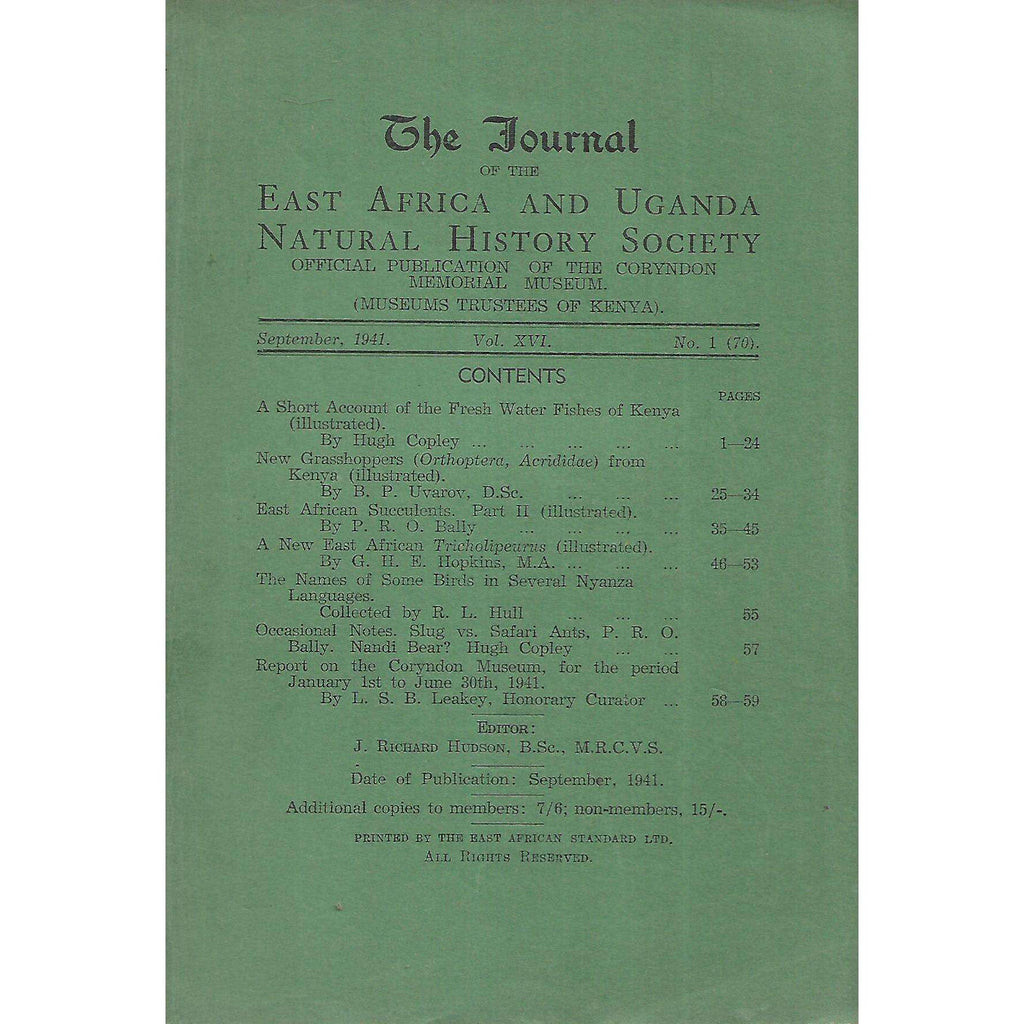 The Journal
OF THE
EAST AFRICA AND UGANDA
NATURAL HISTORY SOCIETY
OFFICIAL PUBLICATION OF THE CORYNDON
MEMORIAL MUSEUM.
(MUSEUMS TRUSTEES OF KENYA).
September, 1941. Vol. XVI. No. 1 (70).
CONTENTS
PAGES
A Short Account of the Fresh Water Fishes of Kenya
(illustrated).
By Hugh Copley ... ... ... ... ... 1—24
New Grasshoppers (Orthoptera, Acrididae) from
Kenya (illustrated).
By B. P. Uvarov, D.Sc. ... ... ... 25—34
East African Succulents. Part II (illustrated).
By P. R. O. Bally ... ... ... ... 35—45
A New East African Tricholipeurus (illustrated).
By G. H. E. Hopkins, M.A. ... ... ... 46—53
The Names of Some Birds in Several Nyanza
Languages.
Collected by R. L. Hull ... ... ... 55
Occasional Notes. Slug vs. Safari Ants, P. R. O.
Bally. Nandi Bear? Hugh Copley ... ... 57
Report on the Coryndon Museum, for the period
January 1st to June 30th, 1941.
By L. S. B. Leakey, Honorary Curator ... 58—59
EDITOR:
J. RICHARD HUDSON, B.Sc., M.R.C.V.S.
Date of Publication: September, 1941.
Additional copies to members: 7/6; non-members, 15/-.
PRINTED BY THE EAST AFRICAN STANDARD LTD.
ALL RIGHTS RESERVED.